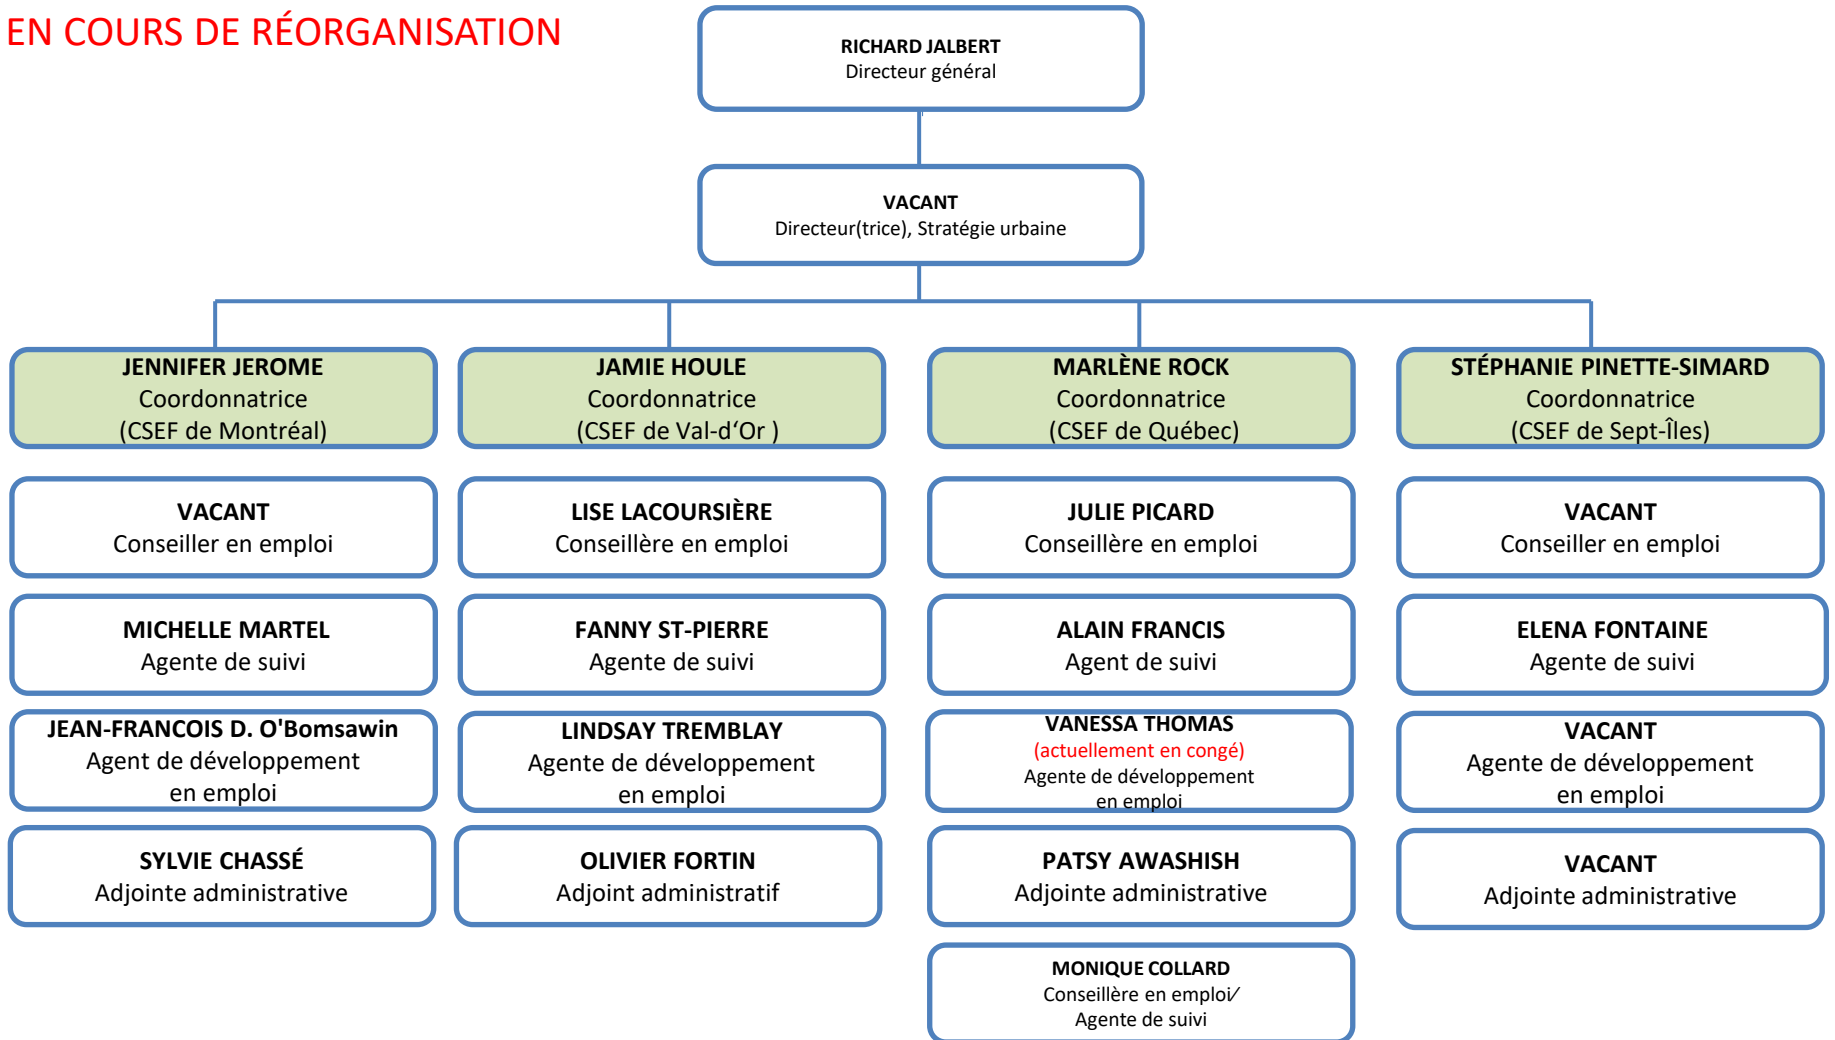 EN COURS DE RÉORGANISATION
RICHARD JALBERT
Directeur général
VACANT
Directeur(trice), Stratégie urbaine
JENNIFER JEROME
Coordonnatrice
(CSEF de Montréal)
VACANT
Conseiller en emploi
MICHELLE MARTEL
Agente de suivi
JEAN-FRANCOIS D. O'Bomsawin
Agent de développement
en emploi
SYLVIE CHASSÉ
Adjointe administrative
JAMIE HOULE
Coordonnatrice
(CSEF de Val-d‘Or )
LISE LACOURSIÈRE
Conseillère en emploi
FANNY ST-PIERRE
Agente de suivi
LINDSAY TREMBLAY
Agente de développement
en emploi
OLIVIER FORTIN
Adjoint administratif
MARLÈNE ROCK
Coordonnatrice
(CSEF de Québec)
JULIE PICARD
Conseillère en emploi
ALAIN FRANCIS
Agent de suivi
VANESSA THOMAS
(actuellement en congé)
Agente de développement
en emploi
PATSY AWASHISH
Adjointe administrative
MONIQUE COLLARD
Conseillère en emploi/
Agente de suivi
STÉPHANIE PINETTE-SIMARD
Coordonnatrice
(CSEF de Sept-Îles)
VACANT
Conseiller en emploi
ELENA FONTAINE
Agente de suivi
VACANT
Agente de développement
en emploi
VACANT
Adjointe administrative